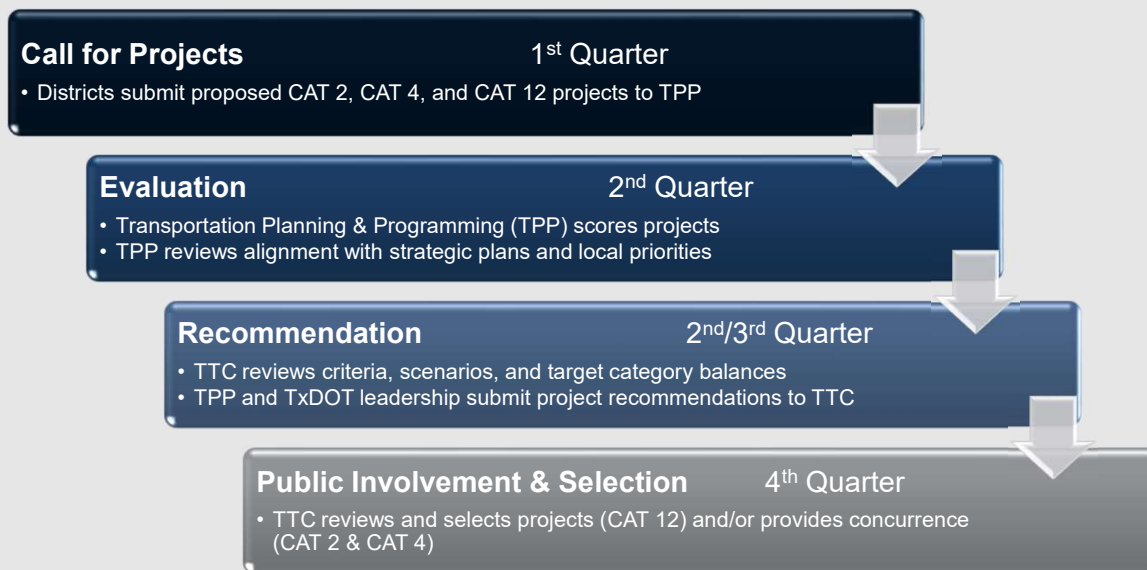 Call for Projects 1st Quarter
• Districts submit proposed CAT 2, CAT 4, and CAT 12 projects to TPP
Evaluation 2nd Quarter
• Transportation Planning & Programming (TPP) scores projects
• TPP reviews alignment with strategic plans and local priorities
Recommendation 2nd/3rd Quarter
• TTC reviews criteria, scenarios, and target category balances
• TPP and TxDOT leadership submit project recommendations to TTC
Public Involvement & Selection 4th Quarter
• TTC reviews and selects projects (CAT 12) and/or provides concurrence
(CAT 2 & CAT 4)